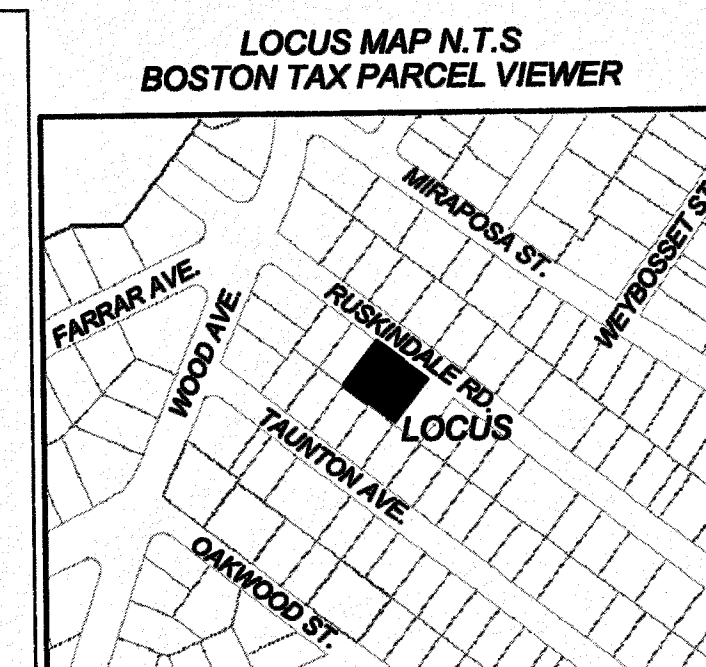 LOCUS MAP N.T.S
BOSTON TAX PARCEL VIEWER
MIRAPOSA ST.
WEYBOSSET ST.
FARRAR AVE.
WOOD AVE.
RUSKINDALE RD.
LOCUS
TAUNTON AVE.
OAKWOOD ST.